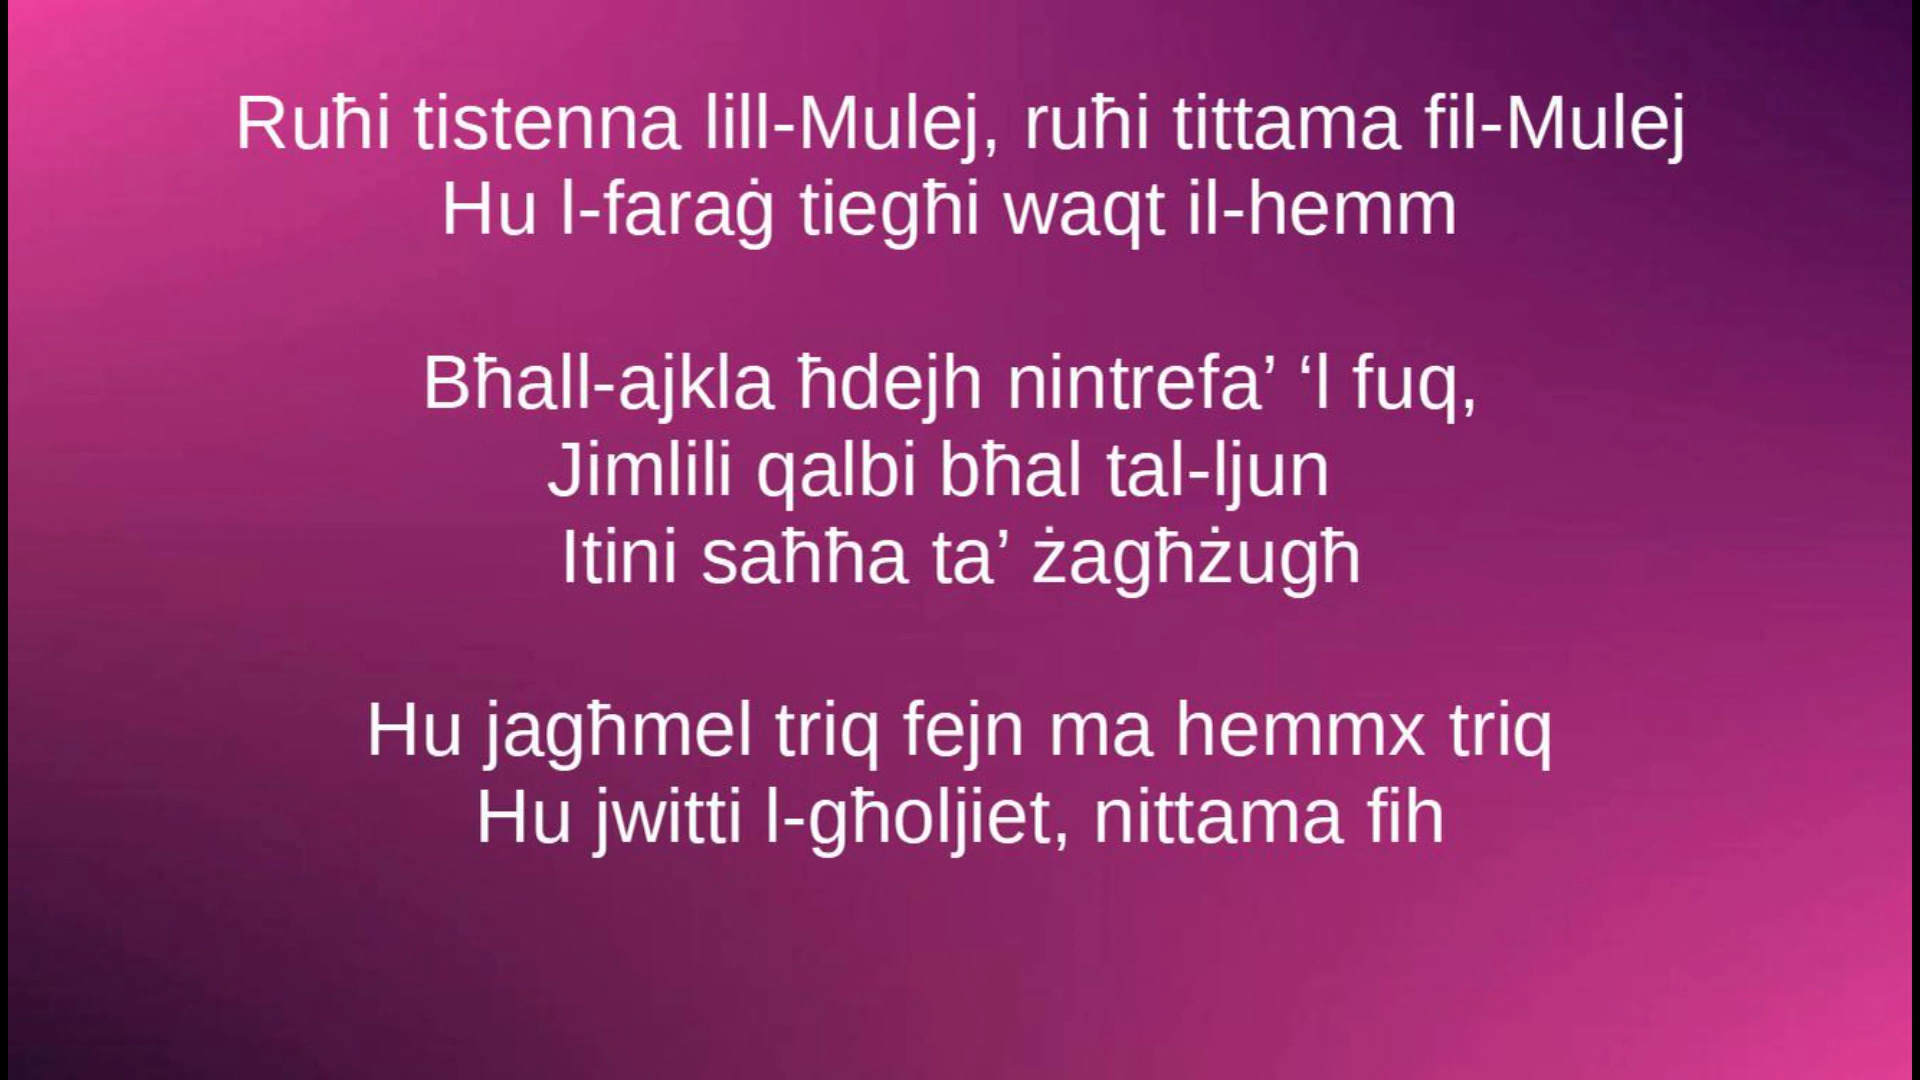 Ruħi tistenna lill-Mulej, ruħi tittama fil-Mulej
Hu l-faraġ tiegħi waqt il-hemm
Bħall-ajkla ħdejh nintrefa’ ‘l fuq,
Jimlili qalbi bħal tal-ljun
Itini saħħa ta’ żagħżugħ
Hu jagħmel triq fejn ma hemmx triq
Hu jwitti l-għoljiet, nittama fih